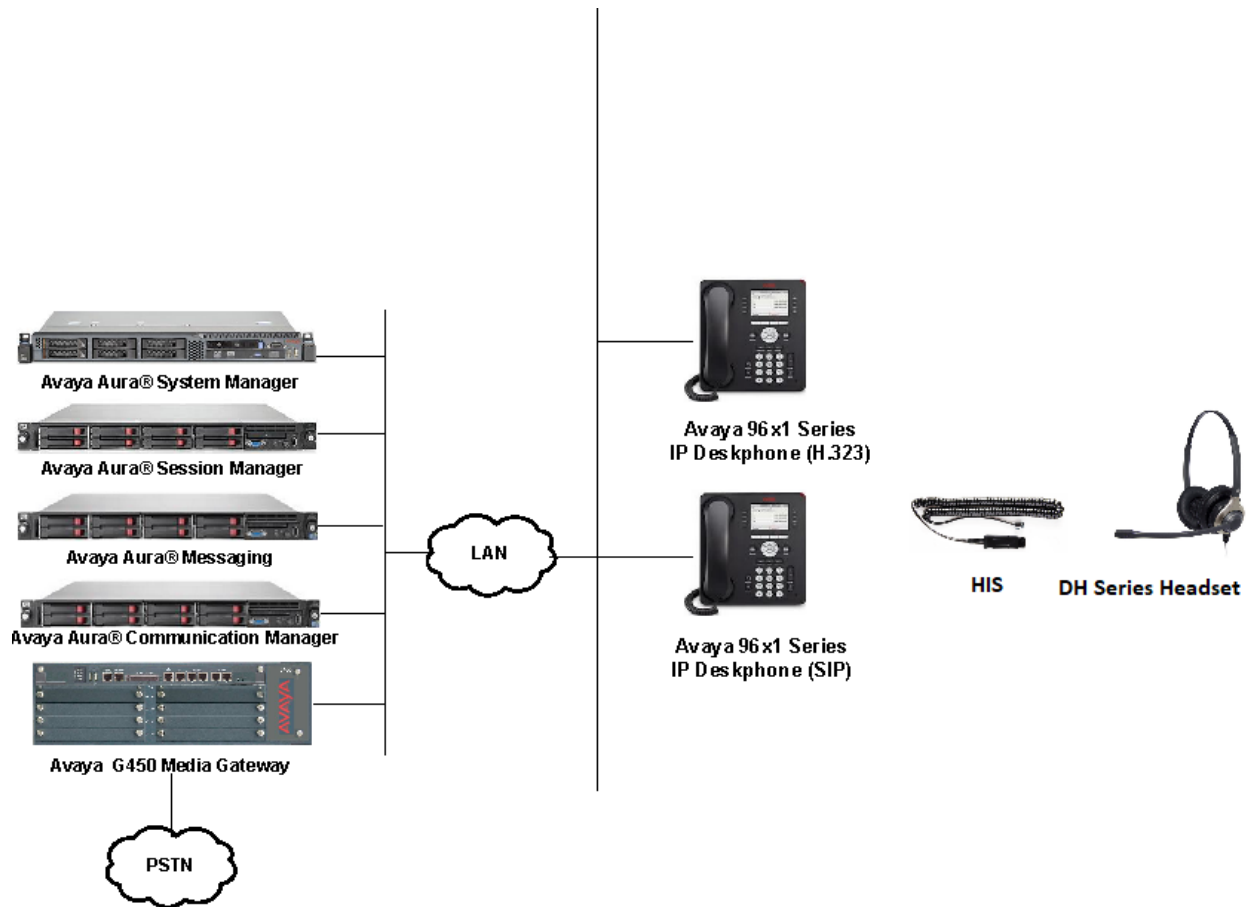 Avaya Aura® System Manager
Avaya Aura® Session Manager
Avaya Aura® Messaging
Avaya Aura® Communication Manager
AVAYA
Avaya G450 Media Gateway
PSTN
LAN
Avaya 96x1 Series
IP Deskphone (H.323)
Avaya 96x1 Series
IP Deskphone (SIP)
HIS
DH Series Headset